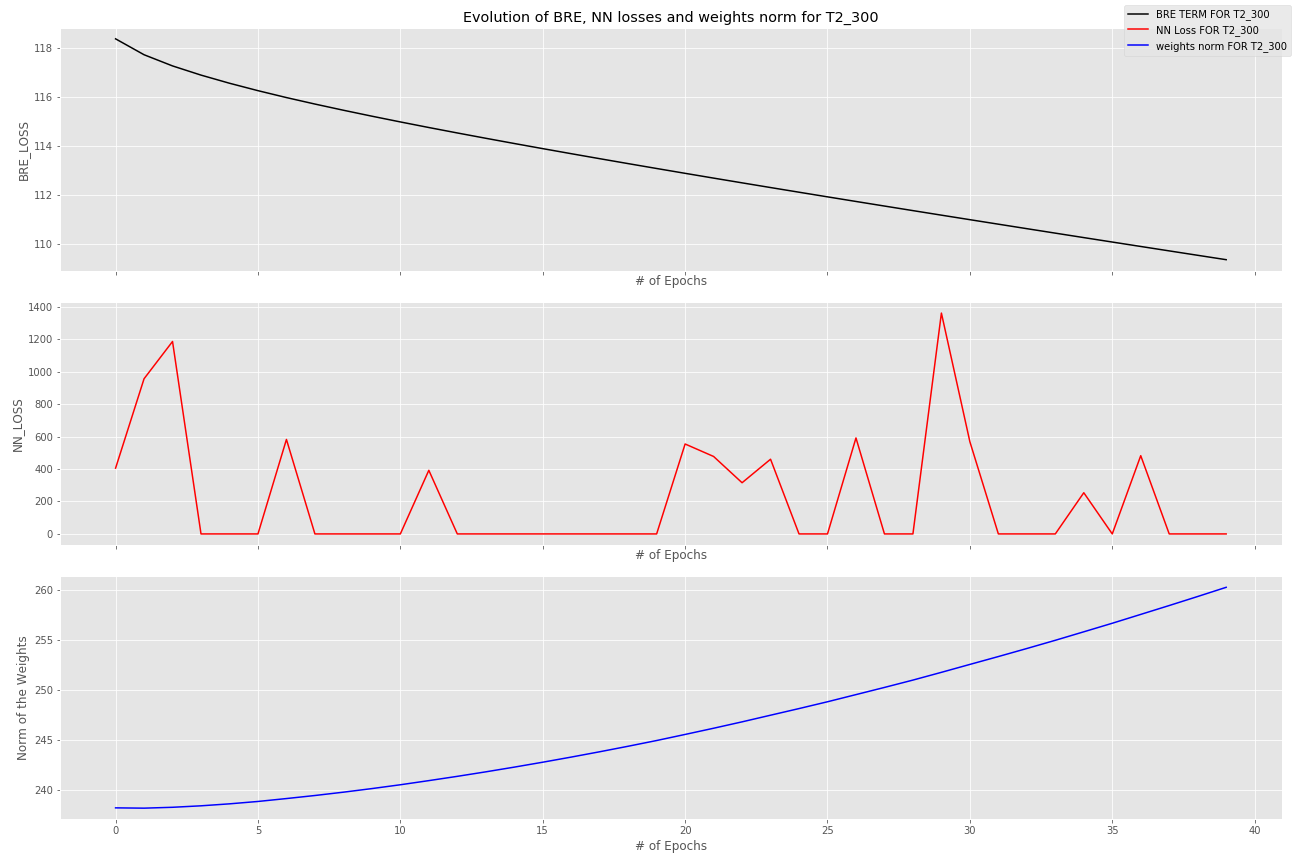 Evolution of BRE, NN losses and weights norm for T2_300
BRE TERM FOR T2_300
NN Loss FOR T2_300
weights norm FOR T2_300
BRE_LOSS
118
116
114
112
110
# of Epochs
NN_LOSS
1400
1200
1000
800
600
400
200
0
# of Epochs
Norm of the Weights
260
255
250
245
240
0 5 10 15 20 25 30 35 40
# of Epochs